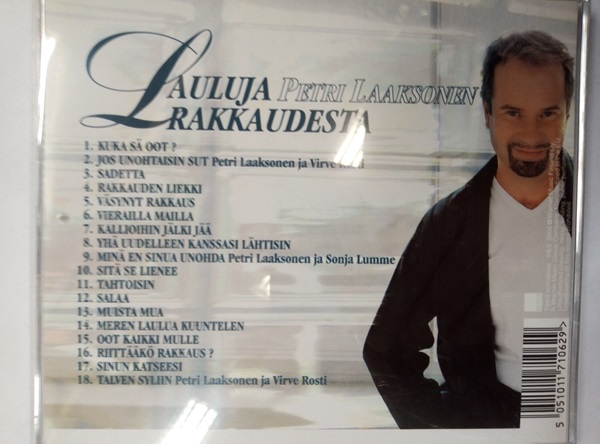 LAULUJA PETRI LAAKSONEN
RAKKAUDESTA
1. KUKA SÄ OOT ?
2. JOS UNOHTAISIN SUT Petri Laaksonen ja Virve Rosti
3. SADETTA
4. RAKKAUDEN LIEKKI
5. VÄSYNYT RAKKAUS
6. VIERAILLA MAILLA
7. KALLIOIHIN JÄLKI JÄÄ
8. YHÄ UUDELLEEN KANSSASI LÄHTISIN
9. MINÄ EN SINUA UNOHDA Petri Laaksonen ja Sonja Lumme
10. SITÄ SE LIENEE
11. TAHTOISIN
12. SALAA
13. MUISTA MUA
14. MEREN LAULUA KUUNTELEN
15. OOT KAIKKI MULLE
16. RIITTÄÄKÖ RAKKAUS ?
17. SINUN KATSEESI
18. TALVEN SYLIIN Petri Laaksonen ja Virve Rosti
5 051011 710629>